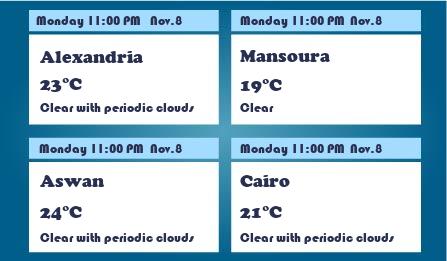 Monday 11:00 PM Nov.8
Alexandria
23°C
Clear with periodic clouds
Monday 11:00 PM Nov.8
Mansoura
19°C
Clear
Monday 11:00 PM Nov.8
Aswan
24°C
Clear with periodic clouds
Monday 11:00 PM Nov.8
Cairo
21°C
Clear with periodic clouds